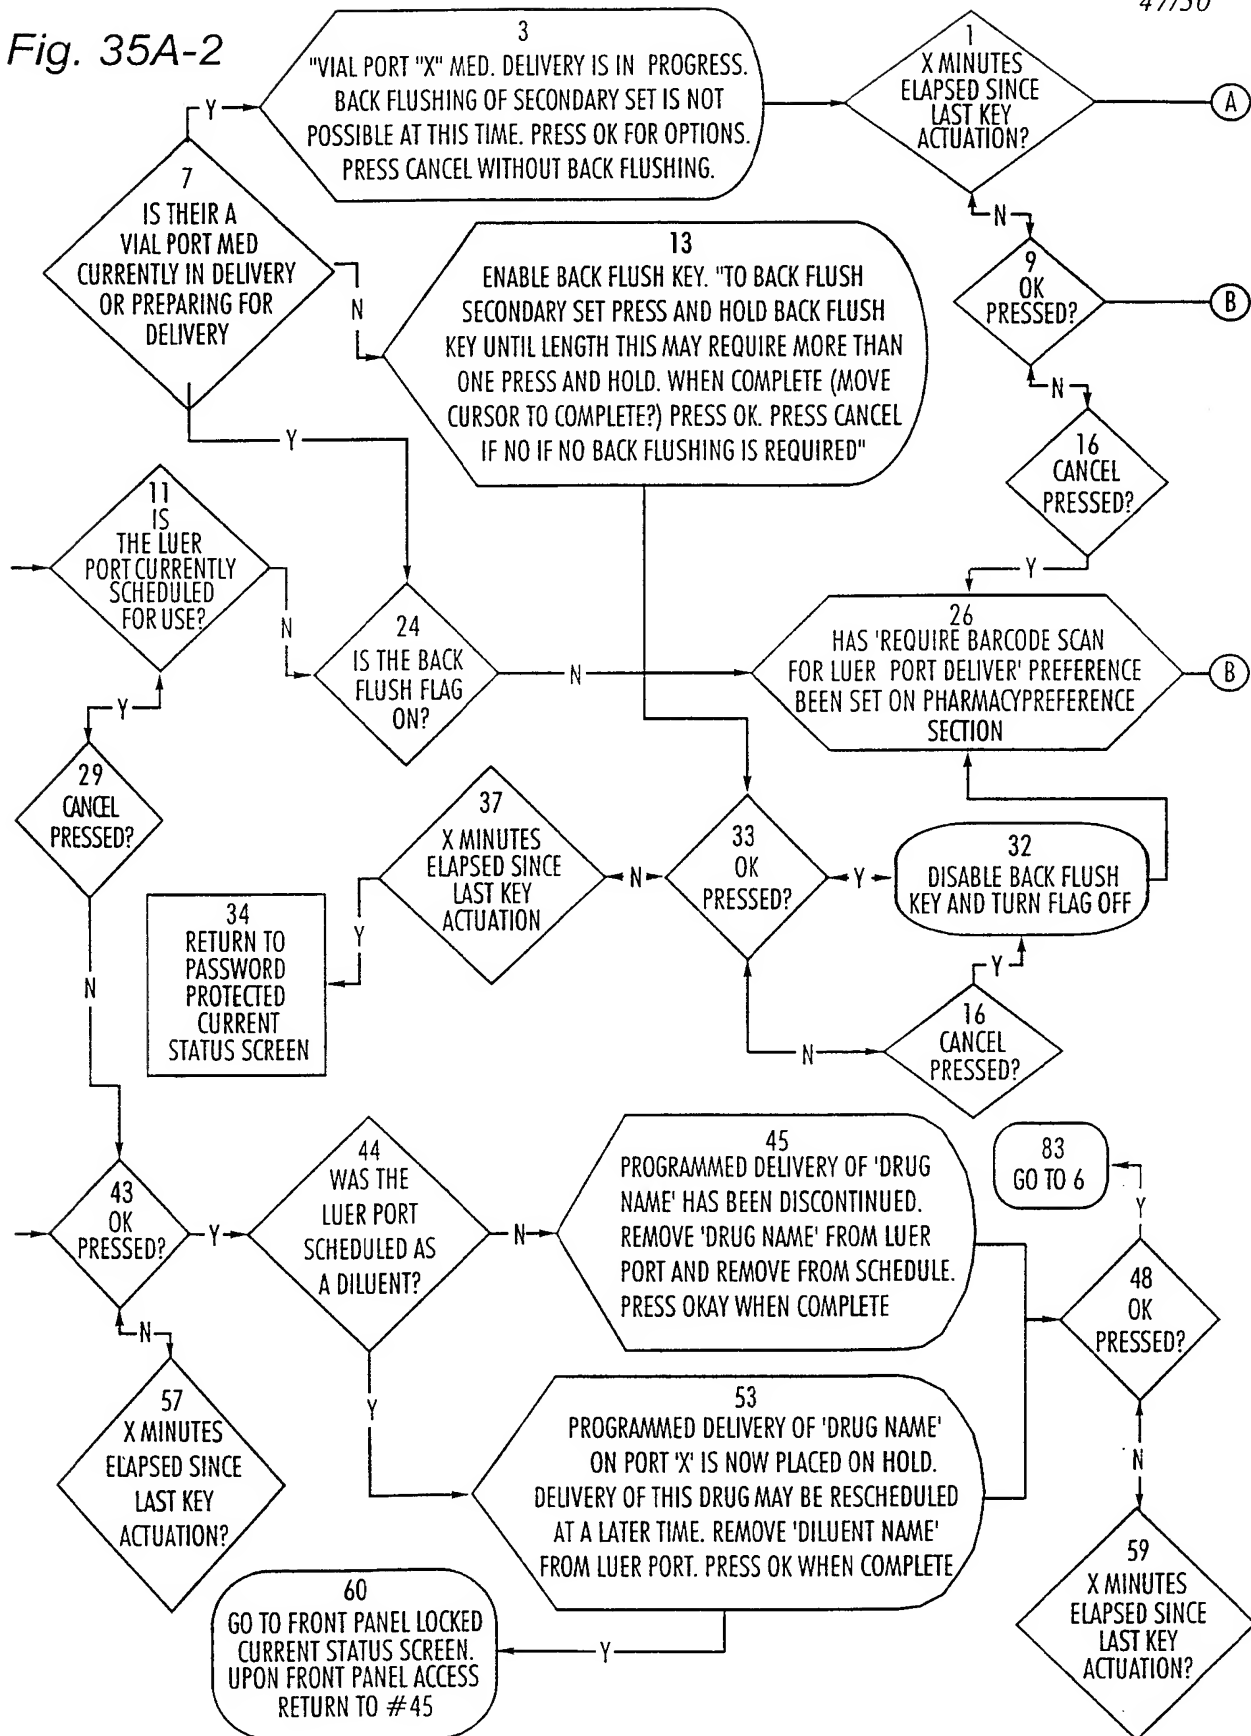 47/50
Fig. 35A-2
3
"VIAL PORT "X" MED. DELIVERY IS IN PROGRESS.
BACK FLUSHING OF SECONDARY SET IS NOT
POSSIBLE AT THIS TIME. PRESS OK FOR OPTIONS.
PRESS CANCEL WITHOUT BACK FLUSHING.
1
X MINUTES
ELAPSED SINCE
LAST KEY
ACTUATION?
A
Y
7
IS THEIR A
VIAL PORT MED
CURRENTLY IN DELIVERY
OR PREPARING FOR
DELIVERY
N
13
ENABLE BACK FLUSH KEY. "TO BACK FLUSH
SECONDARY SET PRESS AND HOLD BACK FLUSH
KEY UNTIL LENGTH THIS MAY REQUIRE MORE THAN
ONE PRESS AND HOLD. WHEN COMPLETE (MOVE
CURSOR TO COMPLETE?) PRESS OK. PRESS CANCEL
IF NO IF NO BACK FLUSHING IS REQUIRED"
N
9
OK
PRESSED?
B
N
16
CANCEL
PRESSED?
Y
Y
11
IS
THE LUER
PORT CURRENTLY
SCHEDULED
FOR USE?
N
24
IS THE BACK
FLUSH FLAG
ON?
N
26
HAS 'REQUIRE BARCODE SCAN
FOR LUER PORT DELIVER' PREFERENCE
BEEN SET ON PHARMACYPREFERENCE
SECTION
B
Y
29
CANCEL
PRESSED?
N
37
X MINUTES
ELAPSED SINCE
LAST KEY
ACTUATION
N
33
OK
PRESSED?
Y
32
DISABLE BACK FLUSH
KEY AND TURN FLAG OFF
34
RETURN TO
PASSWORD
PROTECTED
CURRENT
STATUS SCREEN
Y
Y
N
16
CANCEL
PRESSED?
43
OK
PRESSED?
Y
44
WAS THE
LUER PORT
SCHEDULED AS
A DILUENT?
N
45
PROGRAMMED DELIVERY OF 'DRUG
NAME' HAS BEEN DISCONTINUED.
REMOVE 'DRUG NAME' FROM LUER
PORT AND REMOVE FROM SCHEDULE.
PRESS OKAY WHEN COMPLETE
83
GO TO 6
Y
48
OK
PRESSED?
N
57
X MINUTES
ELAPSED SINCE
LAST KEY
ACTUATION?
Y
53
PROGRAMMED DELIVERY OF 'DRUG NAME'
ON PORT 'X' IS NOW PLACED ON HOLD.
DELIVERY OF THIS DRUG MAY BE RESCHEDULED
AT A LATER TIME. REMOVE 'DILUENT NAME'
FROM LUER PORT. PRESS OK WHEN COMPLETE
N
59
X MINUTES
ELAPSED SINCE
LAST KEY
ACTUATION?
60
GO TO FRONT PANEL LOCKED
CURRENT STATUS SCREEN.
UPON FRONT PANEL ACCESS
RETURN TO #45
Y